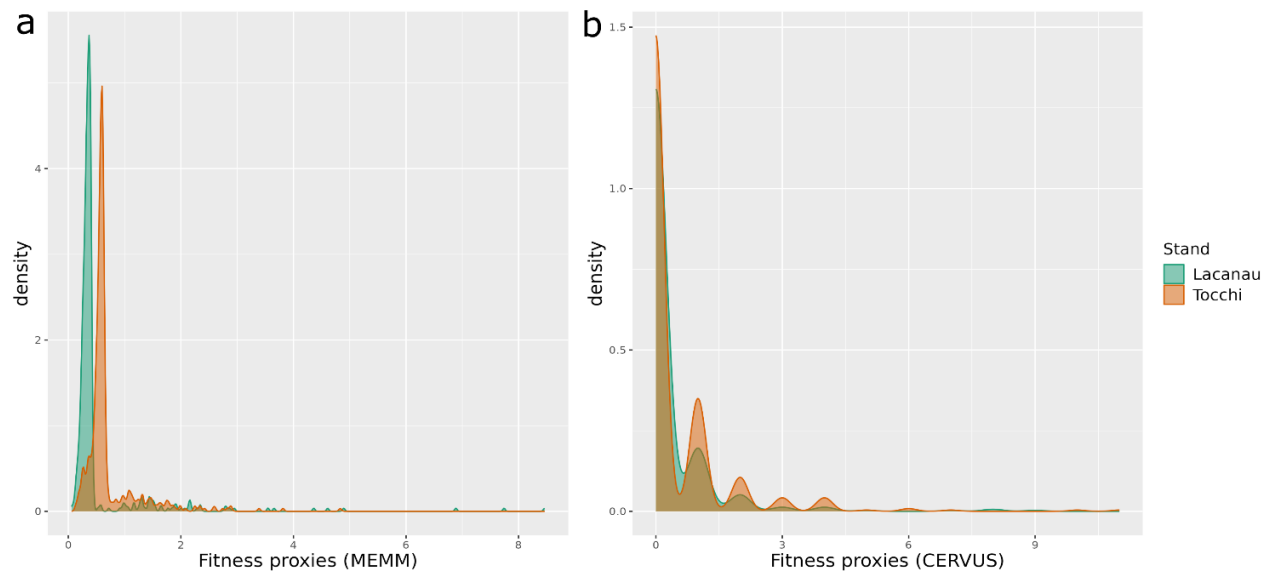 a
density
4
2
0
0
2
4
6
8
Fitness proxies (MEMM)
b
density
1.5
1.0
0.5
0.0
0
3
6
9
Fitness proxies (CERVUS)
Stand
Lacanau
Tocchi